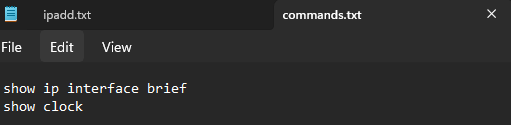 ipadd.txt commands.txt
File Edit View
show ip interface brief
show clock